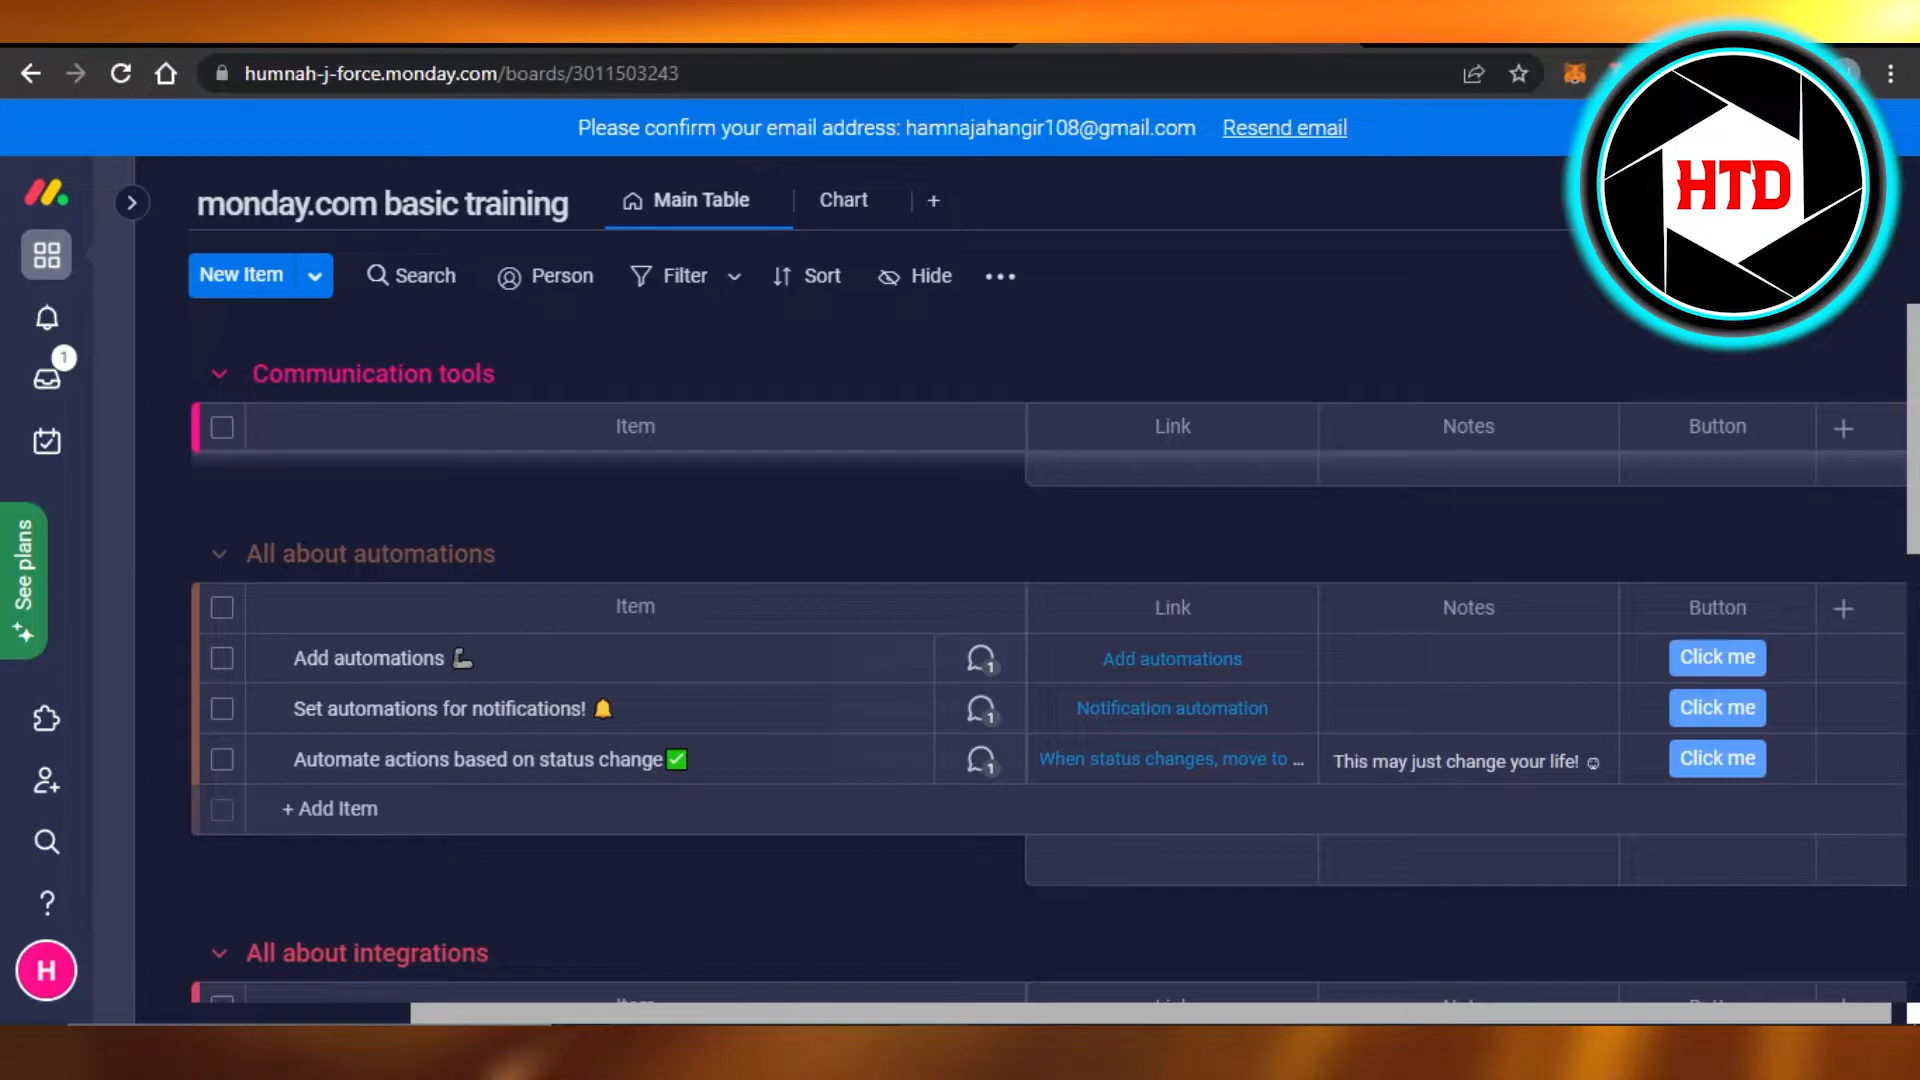 humnah-j-force.monday.com/boards/3011503243
Please confirm your email address: hamnajahangir108@gmail.com Resend email
HTD
monday.com basic training Main Table Chart +
New Item Search Person Filter Sort Hide
1
Communication tools
Item Link Notes Button +
See plans
All about automations
Item Link Notes Button +
Add automations 1 Add automations Click me
Set automations for notifications! 1 Notification automation Click me
Automate actions based on status change 1 When status changes, move to ... This may just change your life! ☺ Click me
+ Add Item
?
H
All about integrations